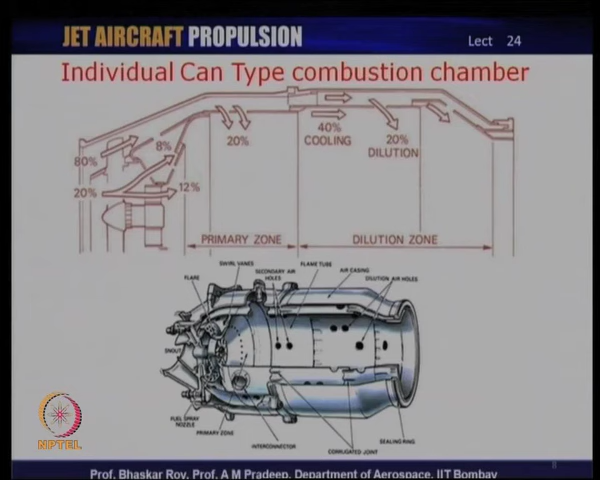 JET AIRCRAFT PROPULSION
Lect 24
Individual Can Type combustion chamber
80%
8%
20%
40%
COOLING
20%
DILUTION
20%
12%
PRIMARY ZONE
DILUTION ZONE
SWIRL VANES
FLARE
SECONDARY AIR
HOLES
FLAME TUBE
AIR CASING
DILUTION AIR HOLES
SNOUT
FUEL SPRAY
NOZZLE
PRIMARY ZONE
INTERCONNECTOR
CORRUGATED JOINT
SEALING RING
NPTEL
Prof. Bhaskar Roy, Prof. A M Pradeep, Department of Aerospace, IIT Bombay